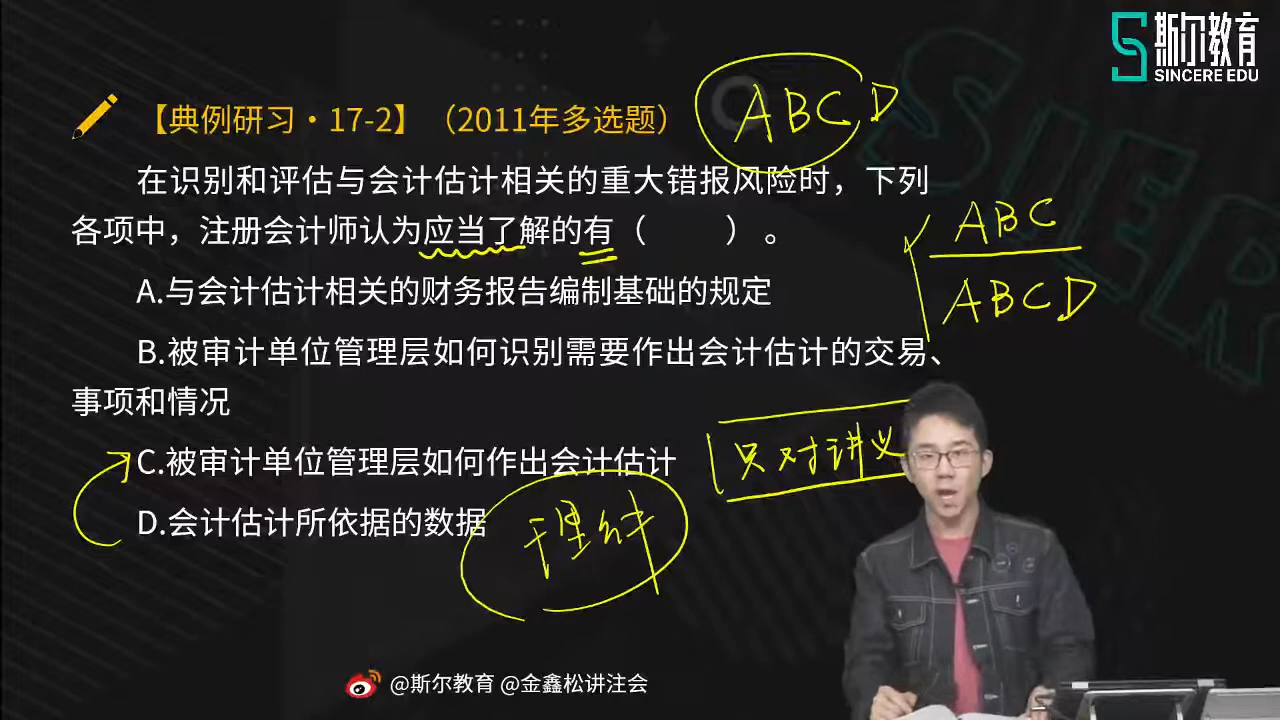 斯尔教育
SINCERE EDU
【典例研习·17-2】（2011年多选题）
ABCD
在识别和评估与会计估计相关的重大错报风险时，下列
各项中，注册会计师认为应当了解的有（　　）。
ABC
ABCD
A.与会计估计相关的财务报告编制基础的规定
B.被审计单位管理层如何识别需要作出会计估计的交易、
事项和情况
C.被审计单位管理层如何作出会计估计
只对讲义
D.会计估计所依据的数据
理解
@斯尔教育 @金鑫松讲注会